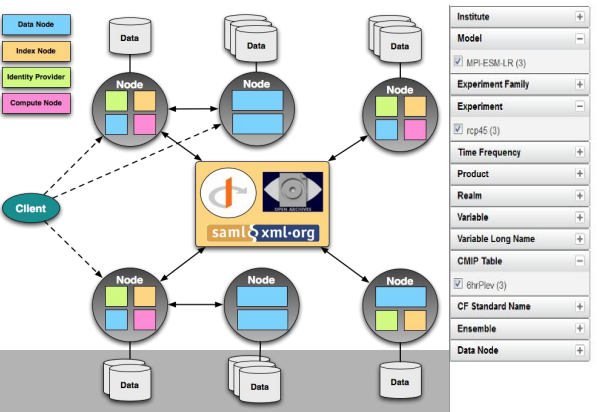 Data Node
Index Node
Identity Provider
Compute Node
Data
Data
Data
Node
Node
Node
OPEN ARCHIVES
saml xml-org
Client
Node
Node
Node
Data
Data
Data
Institute
Model
MPI-ESM-LR (3)
Experiment Family
Experiment
rcp45 (3)
Time Frequency
Product
Realm
Variable
Variable Long Name
CMIP Table
6hrPlev (3)
CF Standard Name
Ensemble
Data Node